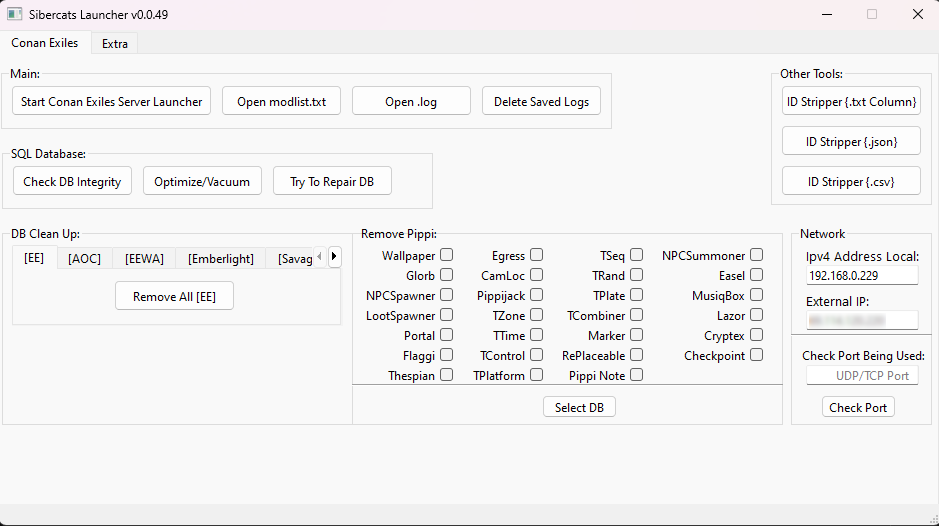 Sibercats Launcher v0.0.49
Conan Exiles Extra
Main:
Start Conan Exiles Server Launcher Open modlist.txt Open .log Delete Saved Logs
Other Tools:
ID Stripper {.txt Column}
ID Stripper {.json}
ID Stripper {.csv}
SQL Database:
Check DB Integrity Optimize/Vacuum Try To Repair DB
DB Clean Up:
[EE] [AOC] [EEWA] [Emberlight] [Savag
Remove All [EE]
Remove Pippi:
Wallpaper Egress TSeq NPCSummoner
Glorb CamLoc TRand Easel
NPCSpawner Pippijack TPlate MusiqBox
LootSpawner TZone TCombiner Lazor
Portal TTime Marker Cryptex
Flaggi TControl RePlaceable Checkpoint
Thespian TPlatform Pippi Note
Select DB
Network
Ipv4 Address Local:
192.168.0.229
External IP:
Check Port Being Used:
UDP/TCP Port
Check Port